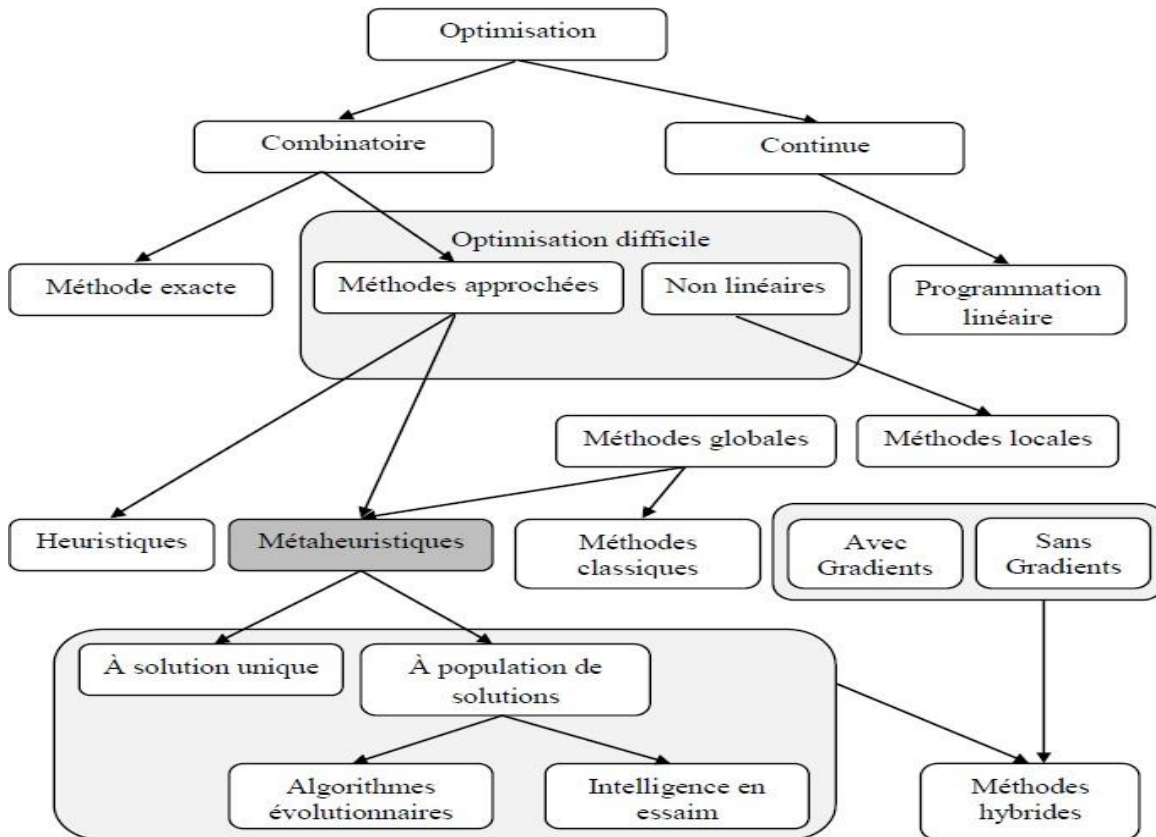 Optimisation
Combinatoire
Continue
Optimisation difficile
Méthode exacte
Méthodes approchées
Non linéaires
Programmation
linéaire
Méthodes globales
Méthodes locales
Heuristiques
Métaheuristiques
Méthodes
classiques
Avec
Gradients
Sans
Gradients
À solution unique
À population de
solutions
Algorithmes
évolutionnaires
Intelligence en
essaim
Méthodes
hybrides